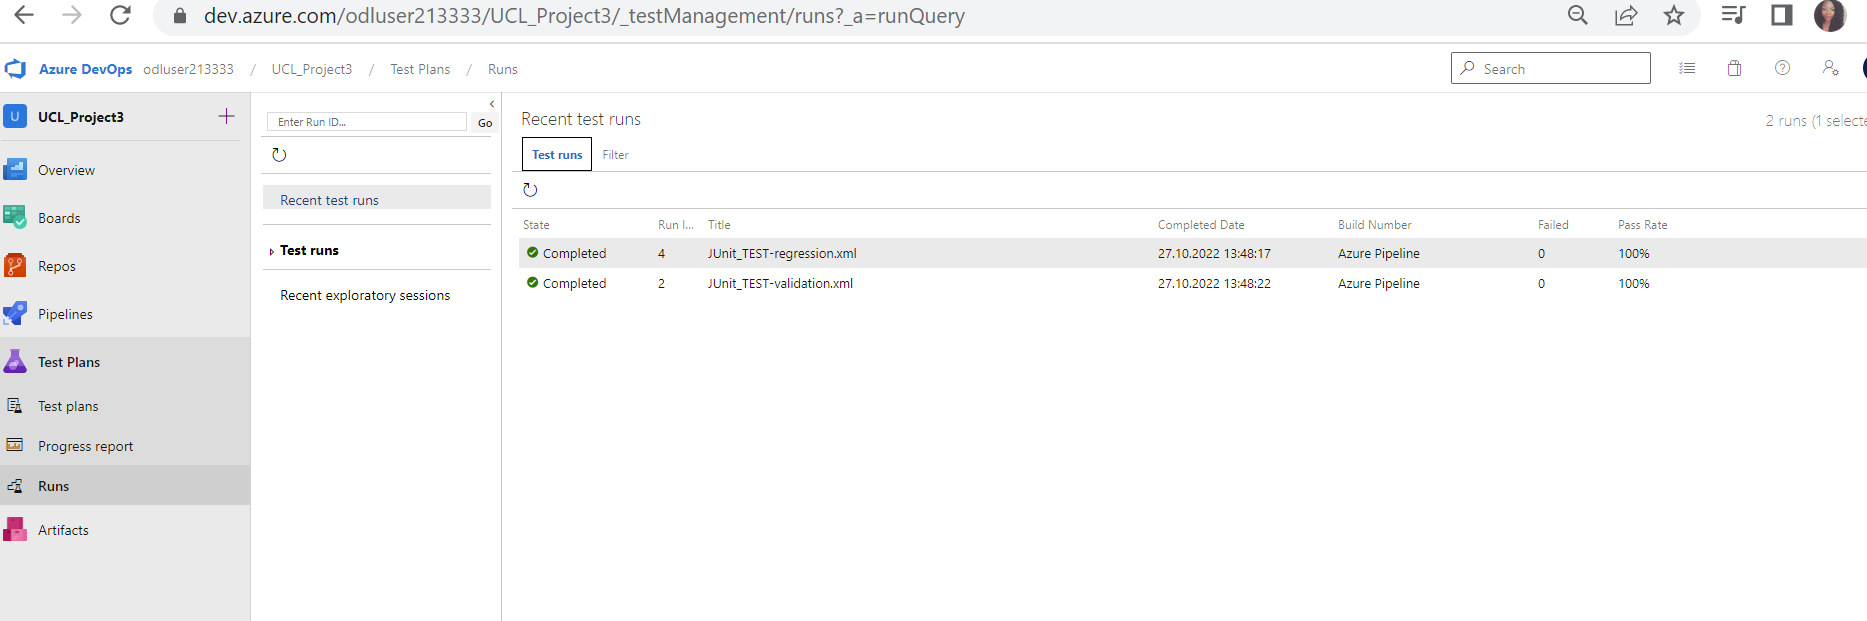 dev.azure.com/odluser213333/UCL_Project3/_testManagement/runs?_a=runQuery
Azure DevOps odluser213333 / UCL_Project3 / Test Plans / Runs
Search
U UCL_Project3
Overview
Boards
Repos
Pipelines
Test Plans
Test plans
Progress report
Runs
Artifacts
Enter Run ID... Go
Recent test runs
Test runs
Recent exploratory sessions
Recent test runs
2 runs (1 selecte
Test runs Filter
State Run I... Title Completed Date Build Number Failed Pass Rate
Completed 4 JUnit_TEST-regression.xml 27.10.2022 13:48:17 Azure Pipeline 0 100%
Completed 2 JUnit_TEST-validation.xml 27.10.2022 13:48:22 Azure Pipeline 0 100%